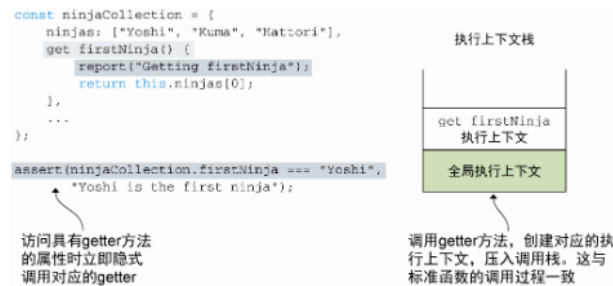 const ninjaCollection = {
ninjas: ["Yoshi", "Kuma", "Hattori"],
get firstNinja() {
report("Getting firstNinja");
return this.ninjas[0];
},
...
};
assert(ninjaCollection.firstNinja === "Yoshi",
"Yoshi is the first ninja");
访问具有getter方法
的属性时立即隐式
调用对应的getter
执行上下文栈
get firstNinja
执行上下文
全局执行上下文
调用getter方法，创建对应的执
行上下文，压入调用栈。这与
标准函数的调用过程一致